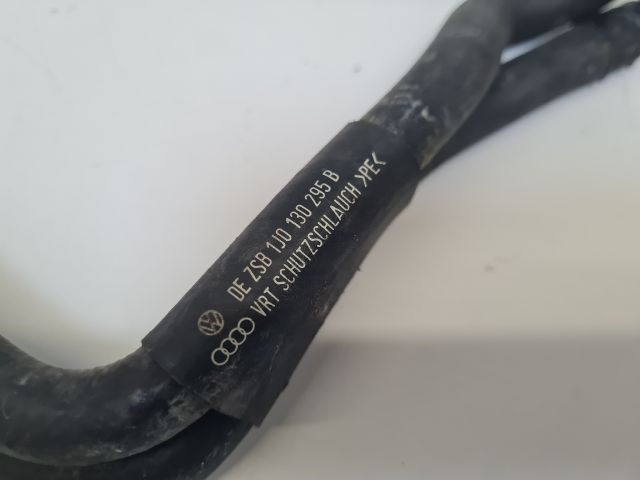 DE ZSB 1J0 130 295 B
VRT SCHUTZSCHLAUCH >PE<